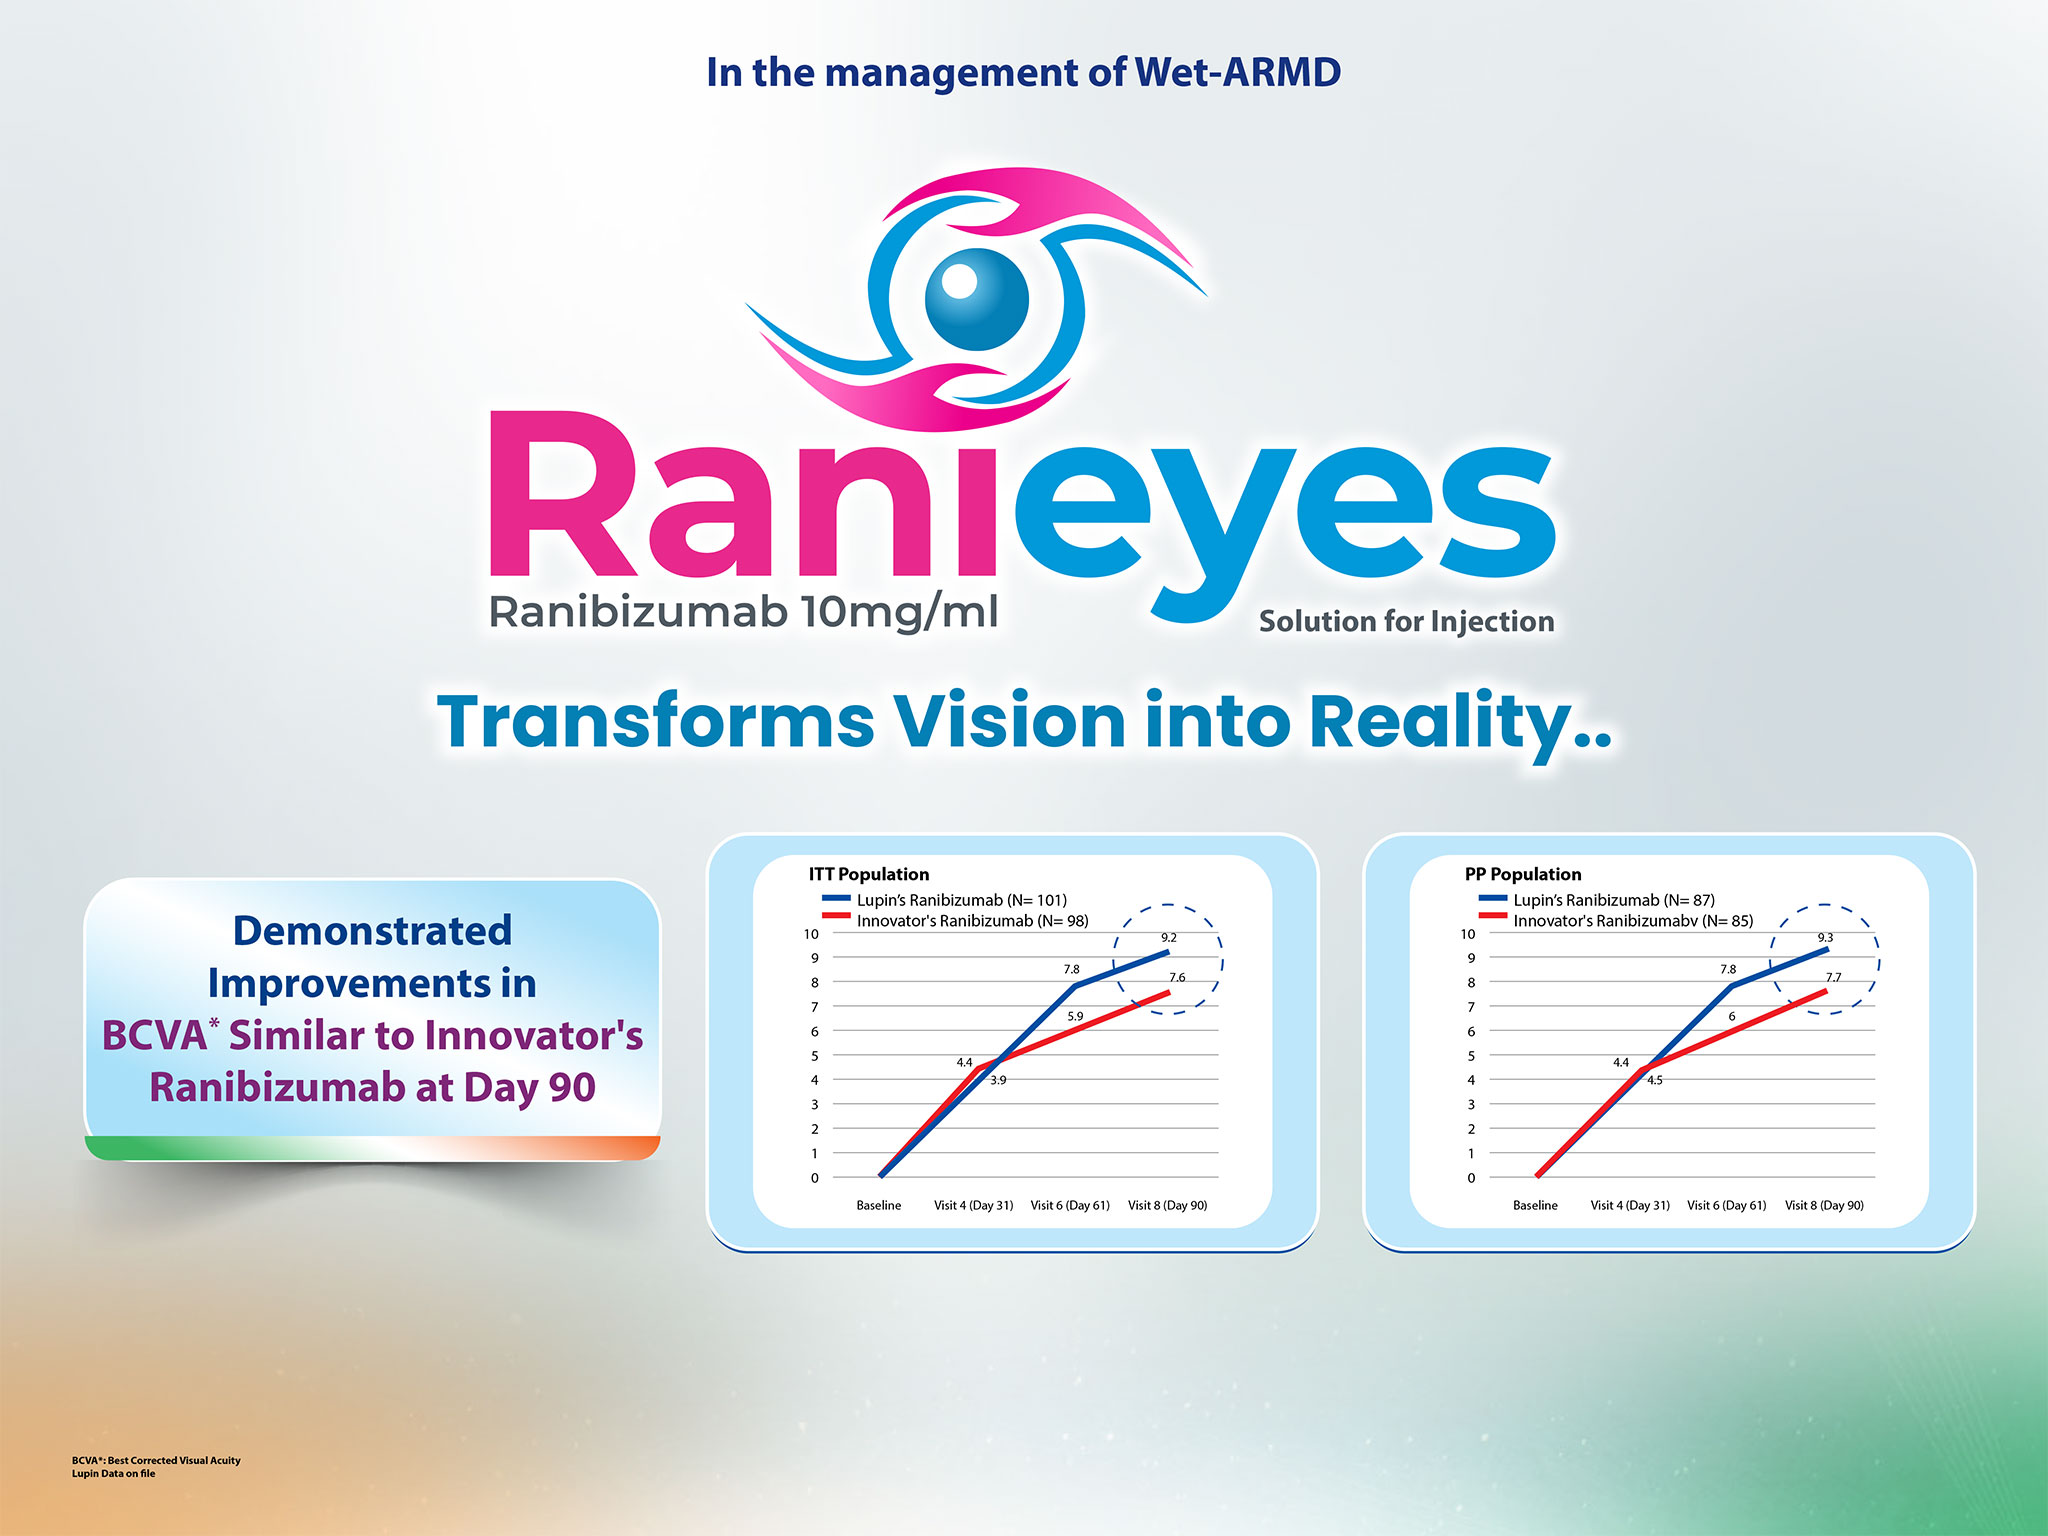 In the management of Wet-ARMD
Ranieyes
Ranibizumab 10mg/ml
Solution for Injection
Transforms Vision into Reality..
Demonstrated
Improvements in
BCVA* Similar to Innovator's
Ranibizumab at Day 90
ITT Population
Lupin's Ranibizumab (N= 101)
Innovator's Ranibizumab (N= 98)
10
9
8
7
6
5
4
3
2
1
0
9.2
7.8
7.6
5.9
4.4
3.9
Baseline Visit 4 (Day 31) Visit 6 (Day 61) Visit 8 (Day 90)
PP Population
Lupin's Ranibizumab (N= 87)
Innovator's Ranibizumabv (N= 85)
10
9
8
7
6
5
4
3
2
1
0
9.3
7.8
7.7
6
4.4
4.5
Baseline Visit 4 (Day 31) Visit 6 (Day 61) Visit 8 (Day 90)
BCVA*: Best Corrected Visual Acuity
Lupin Data on file